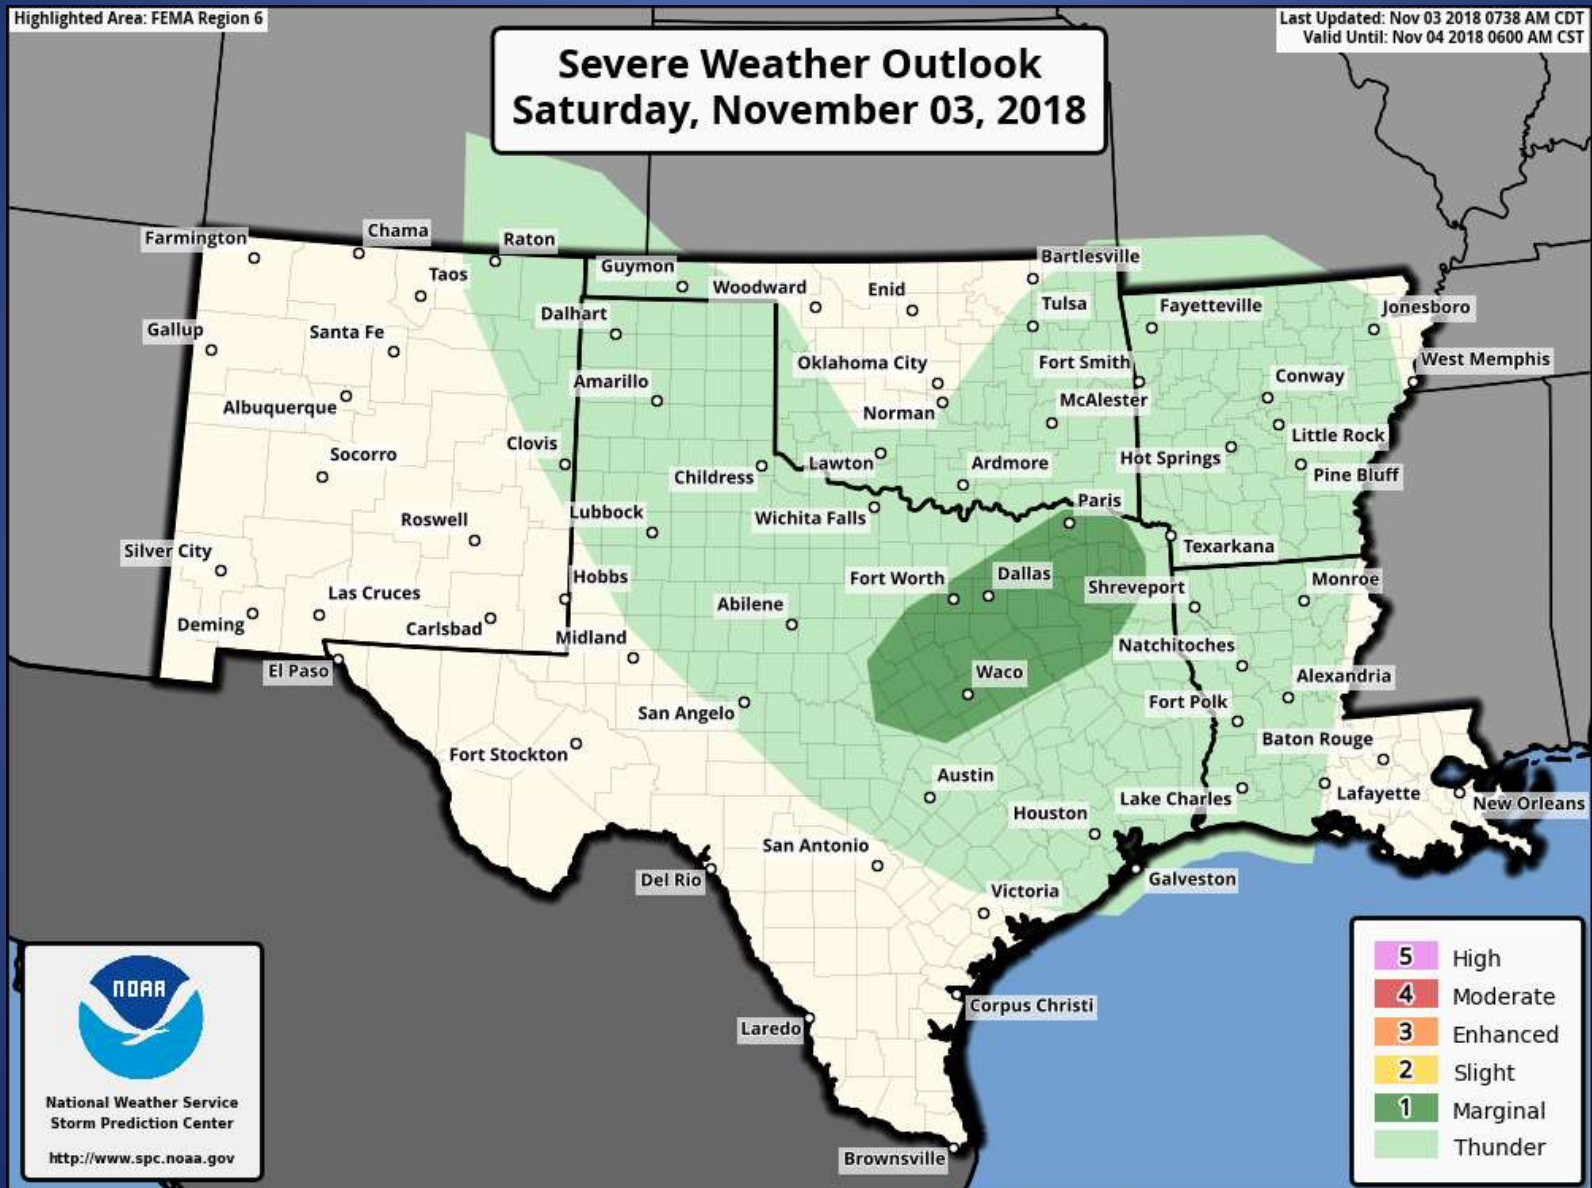 Highlighted Area: FEMA Region 6
Last Updated: Nov 03 2018 0738 AM CDT
Valid Until: Nov 04 2018 0600 AM CST
Severe Weather Outlook
Saturday, November 03, 2018
Farmington
Chama
Raton
Taos
Guymon
Woodward
Enid
Bartlesville
Tulsa
Fayetteville
Jonesboro
Gallup
Santa Fe
Dalhart
Oklahoma City
Fort Smith
West Memphis
Albuquerque
Amarillo
Norman
McAlester
Conway
Little Rock
Socorro
Clovis
Childress
Lawton
Ardmore
Hot Springs
Pine Bluff
Roswell
Lubbock
Wichita Falls
Paris
Texarkana
Silver City
Las Cruces
Hobbs
Abilene
Fort Worth
Dallas
Shreveport
Monroe
Deming
Carlsbad
Midland
Natchitoches
El Paso
San Angelo
Waco
Fort Polk
Alexandria
Fort Stockton
Baton Rouge
Austin
Houston
Lake Charles
Lafayette
New Orleans
San Antonio
Del Rio
Victoria
Galveston
Laredo
Corpus Christi
Brownsville
NOAA
National Weather Service
Storm Prediction Center
http://www.spc.noaa.gov
5 High
4 Moderate
3 Enhanced
2 Slight
1 Marginal
Thunder